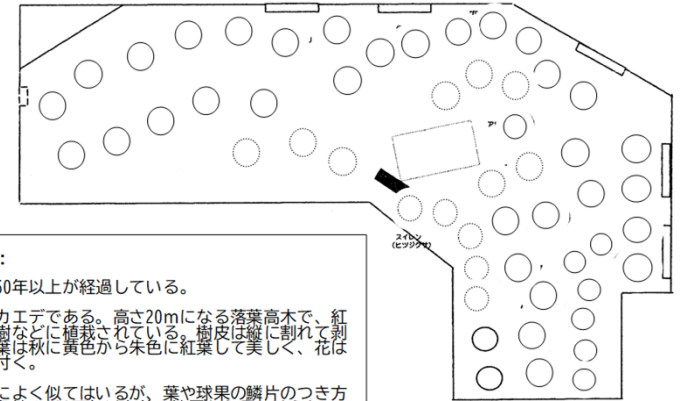 ア
スイレン
(ヒツジグサ)
：
50年以上が経過している。
カエデである。高さ20mになる落葉高木で、紅
樹などに植栽されている。樹皮は縦に割れて剥
葉は秋に黄色から朱色に紅葉して美しく、花は
付く。
によく似てはいるが、葉や球果の鱗片のつき方